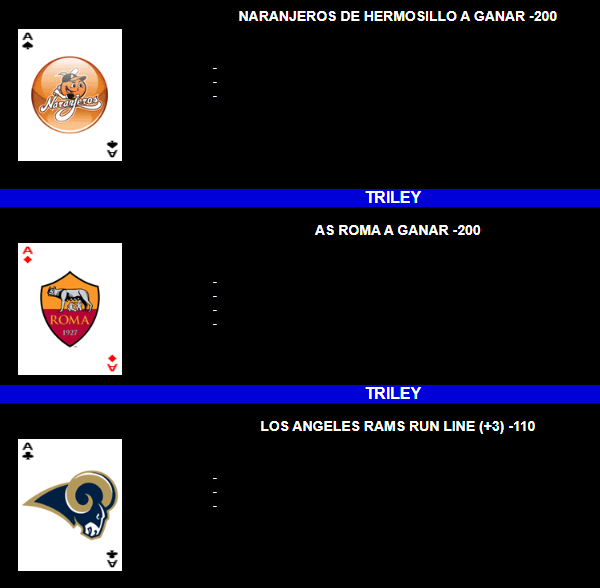 NARANJEROS DE HERMOSILLO A GANAR -200
A
Naranjeros
-
-
-
A
TRILEY
AS ROMA A GANAR -200
A
ROMA
1927
-
-
-
-
A
TRILEY
LOS ANGELES RAMS RUN LINE (+3) -110
A
-
-
-
A